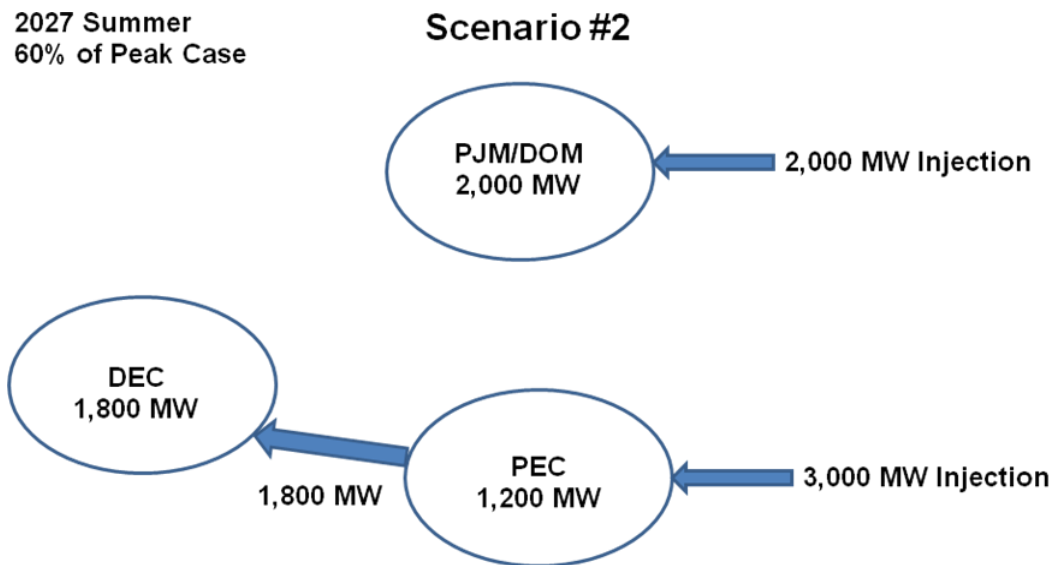 2027 Summer
60% of Peak Case
Scenario #2
PJM/DOM
2,000 MW
2,000 MW Injection
DEC
1,800 MW
1,800 MW
PEC
1,200 MW
3,000 MW Injection